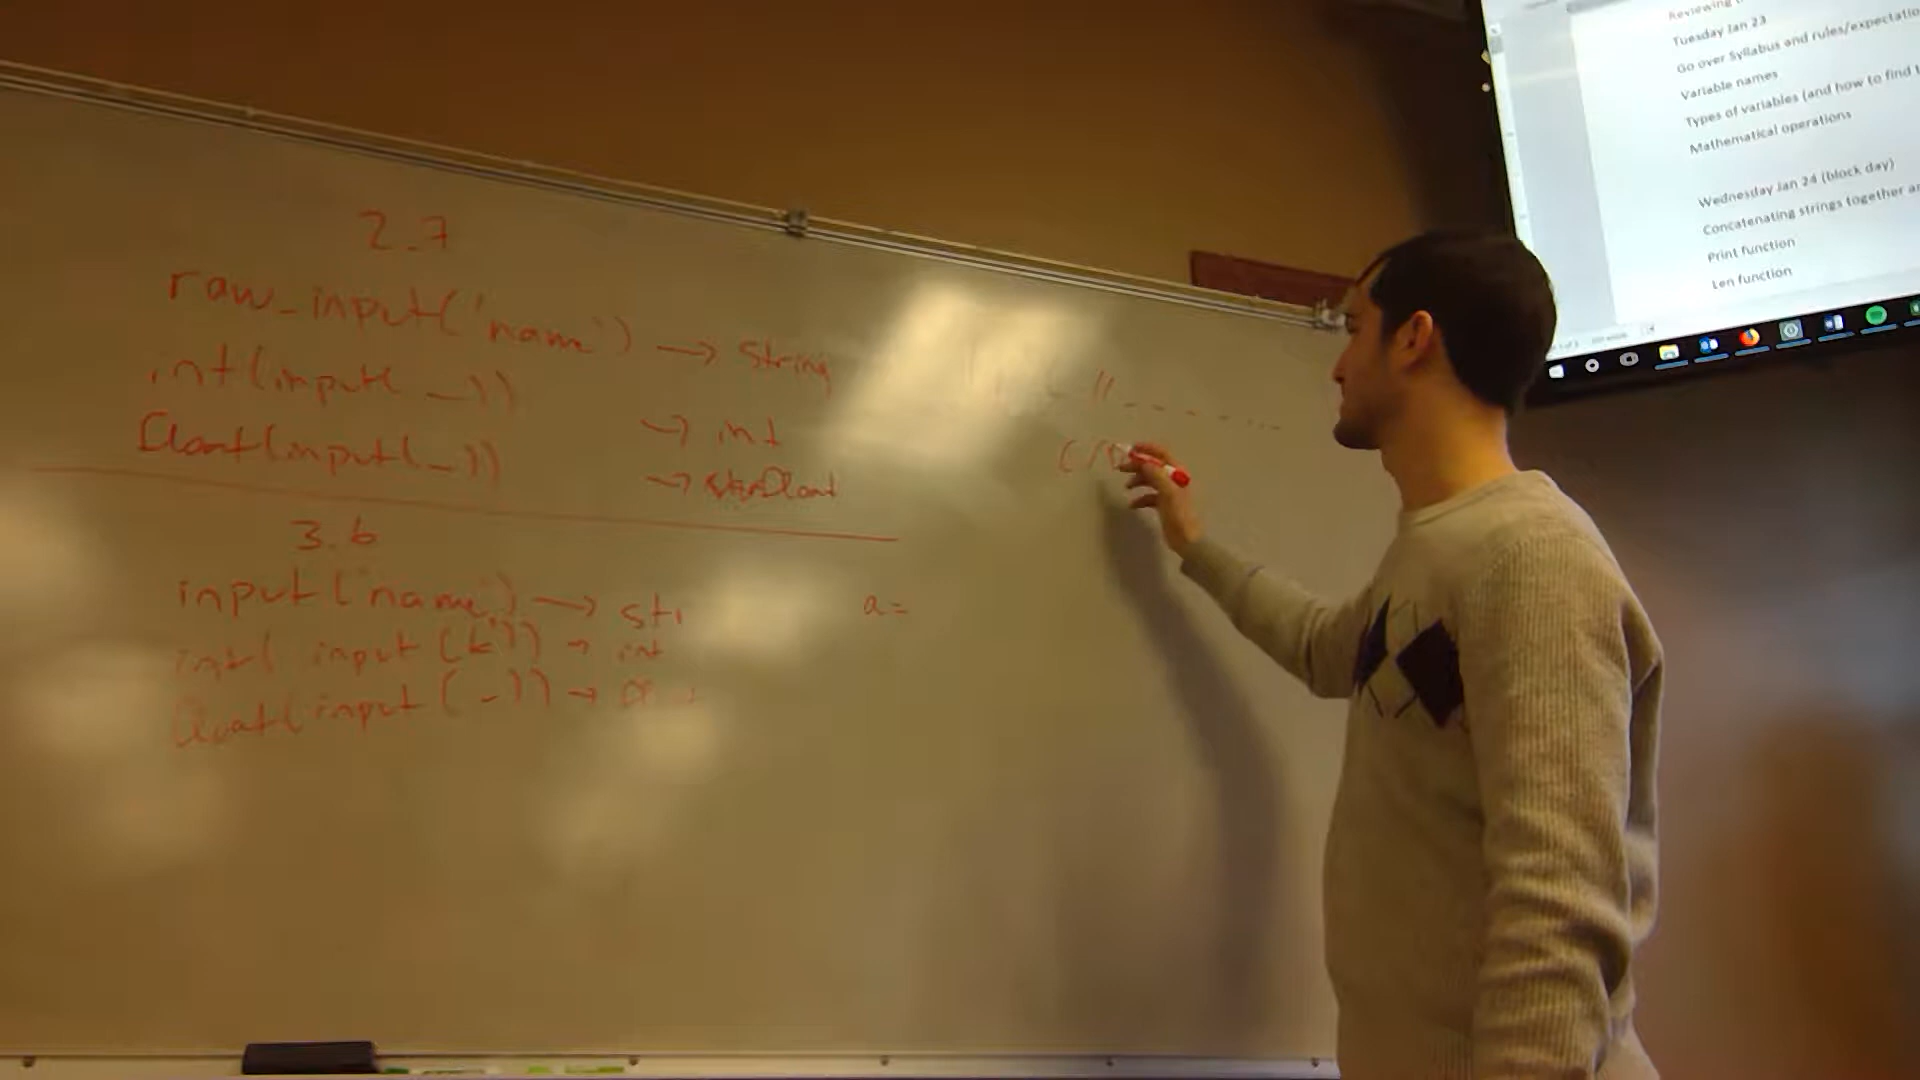 2.7
raw_input('name') → String
int(input(_)) → int
float(input(_)) → float
3.6
input('name') → str
int( input ( )) → int
float( input (_)) →
a=
Reviewing
Tuesday Jan 23
Go over Syllabus and rules/expectatio
Variable names
Types of variables (and how to find t
Mathematical operations
Wednesday Jan 24 (block day)
Concatenating strings together a
Print function
Len function